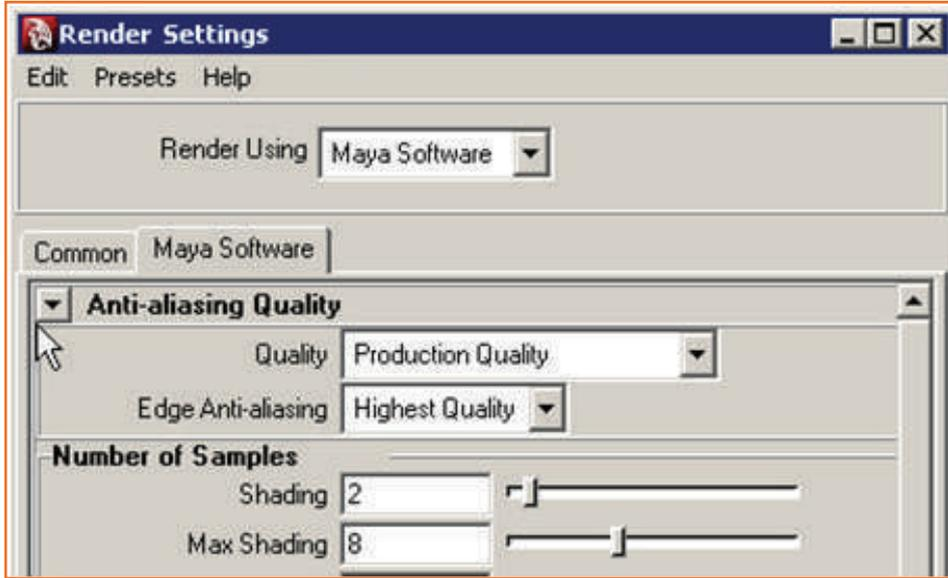 Render Settings
Edit Presets Help
Render Using Maya Software
Common Maya Software
Anti-aliasing Quality
Quality Production Quality
Edge Anti-aliasing Highest Quality
Number of Samples
Shading 2
Max Shading 8